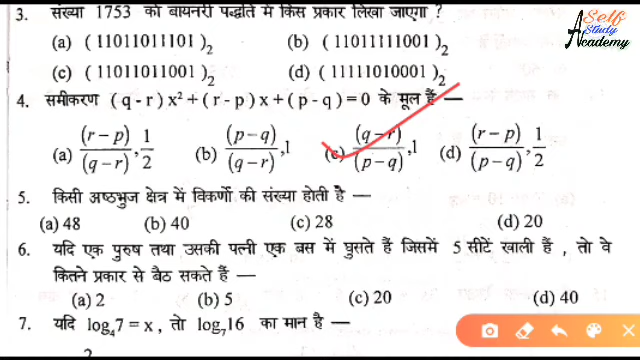 Self
Study
Academy
3. संख्या 1753 को बायनरी पद्धति में किस प्रकार लिखा जाएगा ?
(a) (11011011101)₂ (b) (11011111001)₂
(c) (11011011001)₂ (d) (11111010001)₂
4. समीकरण (q-r) x² + (r-p) x + (p-q) = 0 के मूल हैं —
(a) (r-p)/(q-r), 1/2 (b) (p-q)/(q-r), 1 (c) (q-r)/(p-q), 1 (d) (r-p)/(p-q), 1/2
5. किसी अष्ठभुज क्षेत्र में विकर्णो की संख्या होती है —
(a) 48 (b) 40 (c) 28 (d) 20
6. यदि एक पुरुष तथा उसकी पत्नी एक बस में घुसते हैं जिसमें 5 सीटें खाली हैं, तो वे
कितने प्रकार से बैठ सकते हैं —
(a) 2 (b) 5 (c) 20 (d) 40
7. यदि log₄7 = x, तो log₇16 का मान है —
2